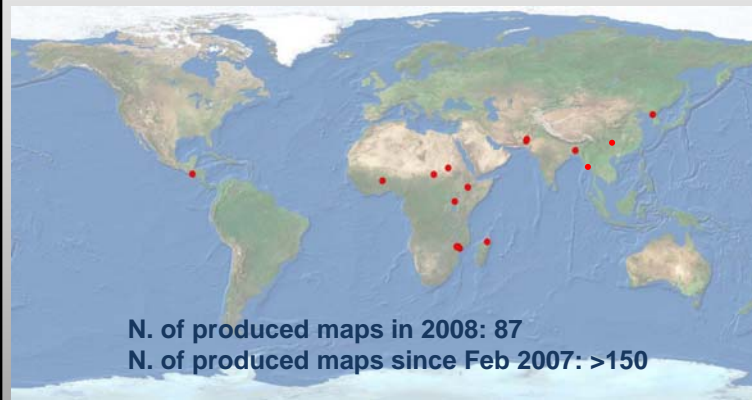 N. of produced maps in 2008: 87
N. of produced maps since Feb 2007: >150